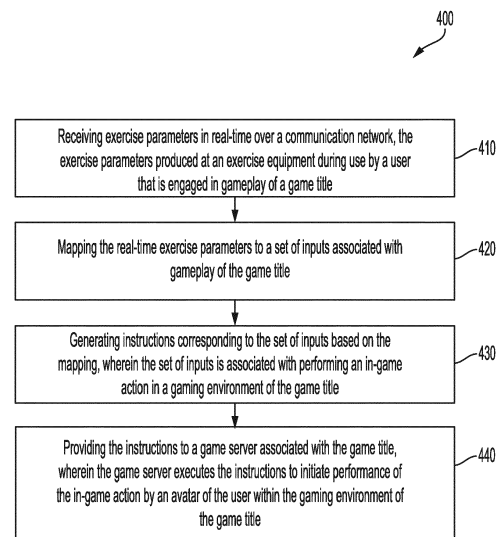 400
Receiving exercise parameters in real-time over a communication network, the
exercise parameters produced at an exercise equipment during use by a user
that is engaged in gameplay of a game title
410
Mapping the real-time exercise parameters to a set of inputs associated with
gameplay of the game title
420
Generating instructions corresponding to the set of inputs based on the
mapping, wherein the set of inputs is associated with performing an in-game
action in a gaming environment of the game title
430
Providing the instructions to a game server associated with the game title,
wherein the game server executes the instructions to initiate performance of
the in-game action by an avatar of the user within the gaming environment of
the game title
440